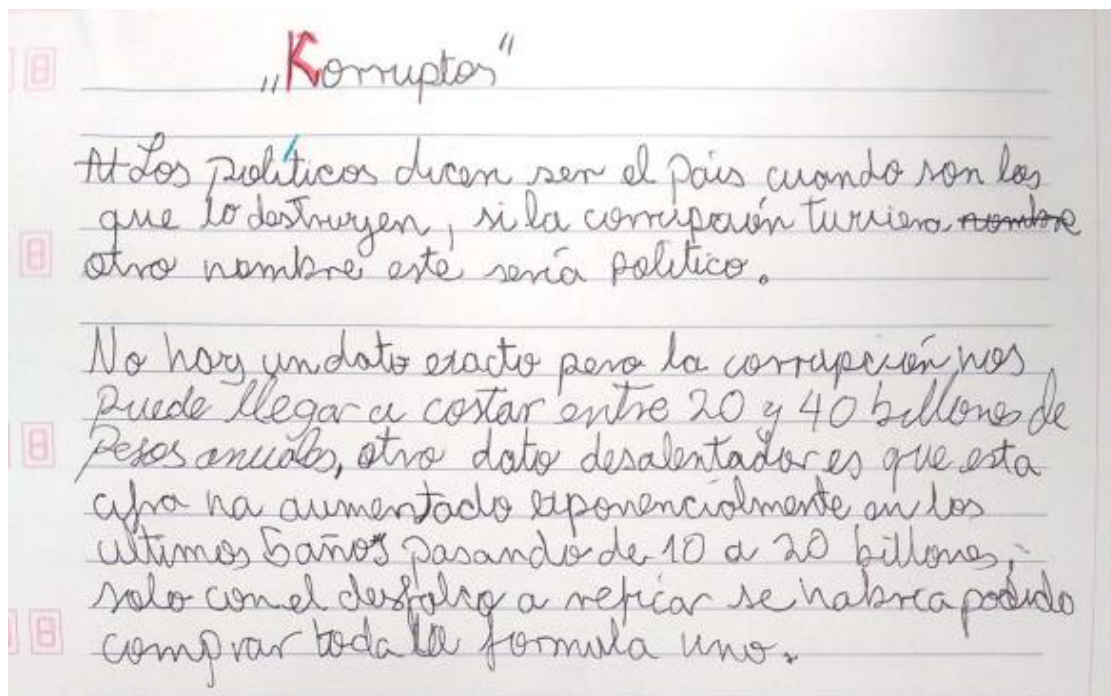 „Korruptos"
At Los políticos dicen ser el país cuando son los
que lo destruyen, si la corrupción tuviera nombre
otro nombre este sería politico.
No hay un dato exacto pero la corrupción nos
puede llegar a costar entre 20 y 40 billones de
Pesos anuales, otro dato desalentador es que esta
cifra ha aumentado exponencialmente en los
ultimos 5 años pasando de 10 a 20 billones,
solo con el desfalco a reficar se habria podido
comprar toda la formula uno.